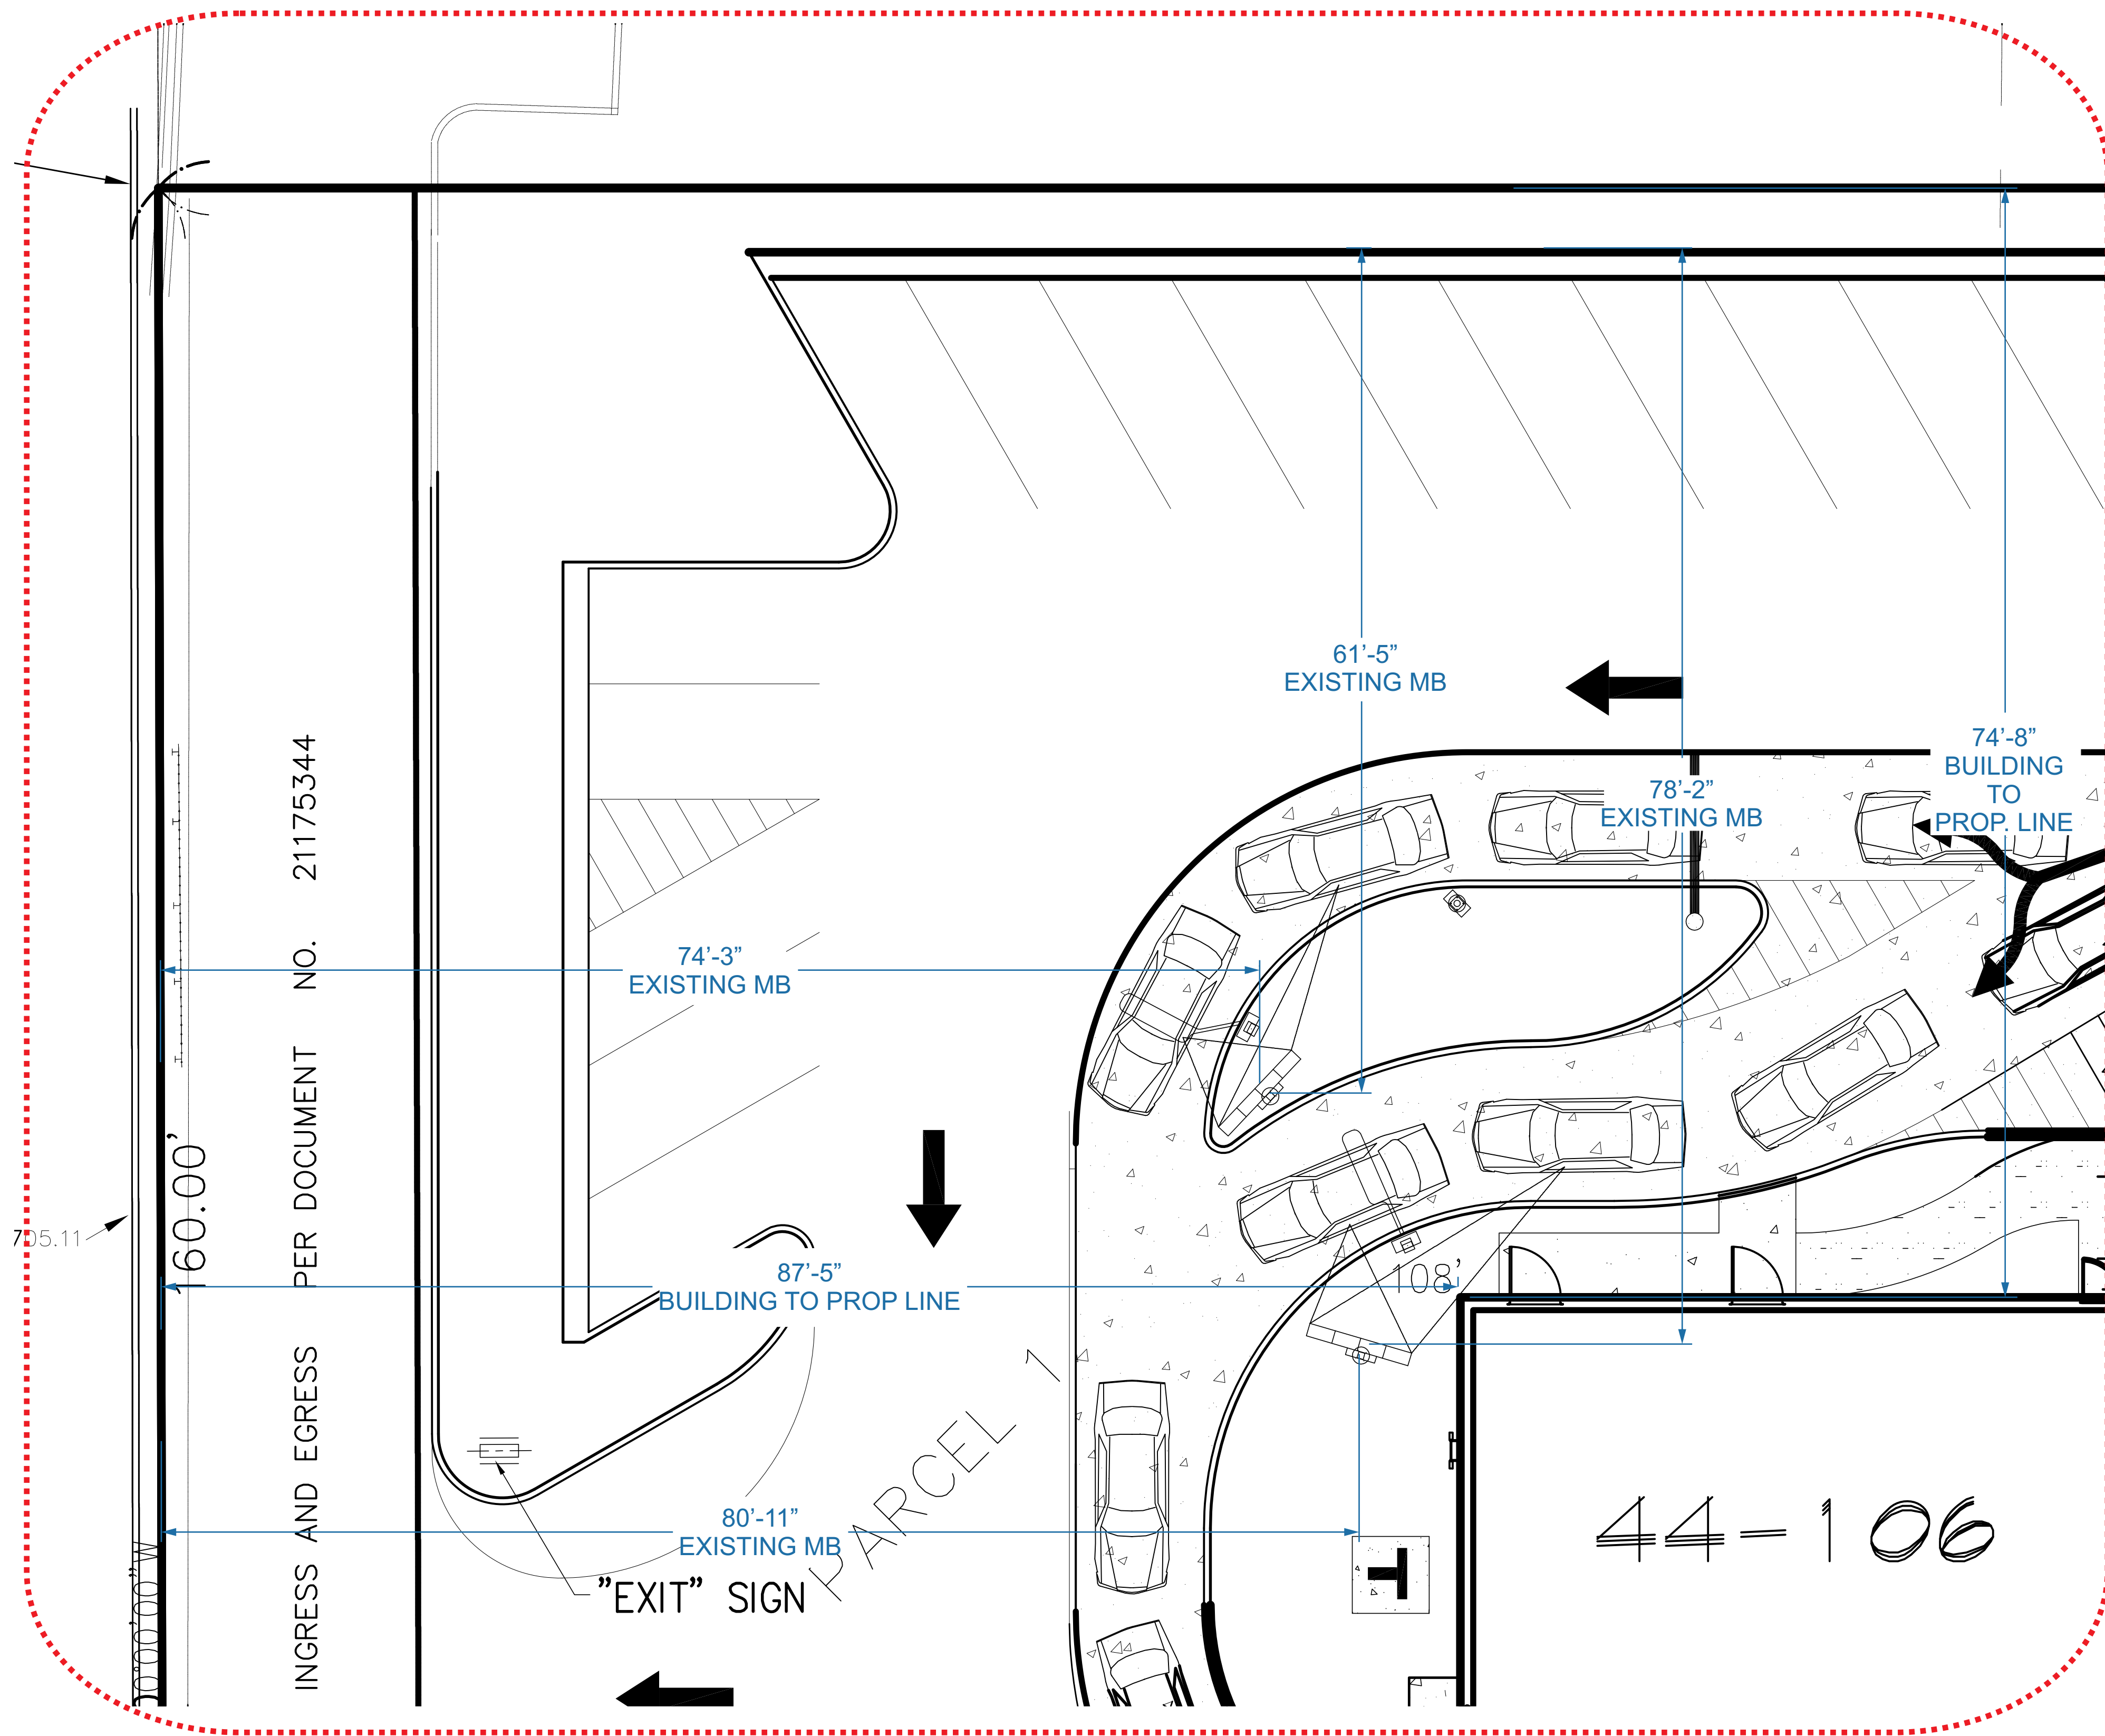 61’-5”
EXISTING MB
74’-8”
BUILDING
TO
PROP. LINE
78’-2”
EXISTING MB
74’-3”
EXISTING MB
INGRESS AND EGRESS PER DOCUMENT NO. 21175344
160.00’
705.11
108’
87’-5”
BUILDING TO PROP LINE
PARCEL 1
80’-11”
EXISTING MB
”EXIT” SIGN
T
44-106